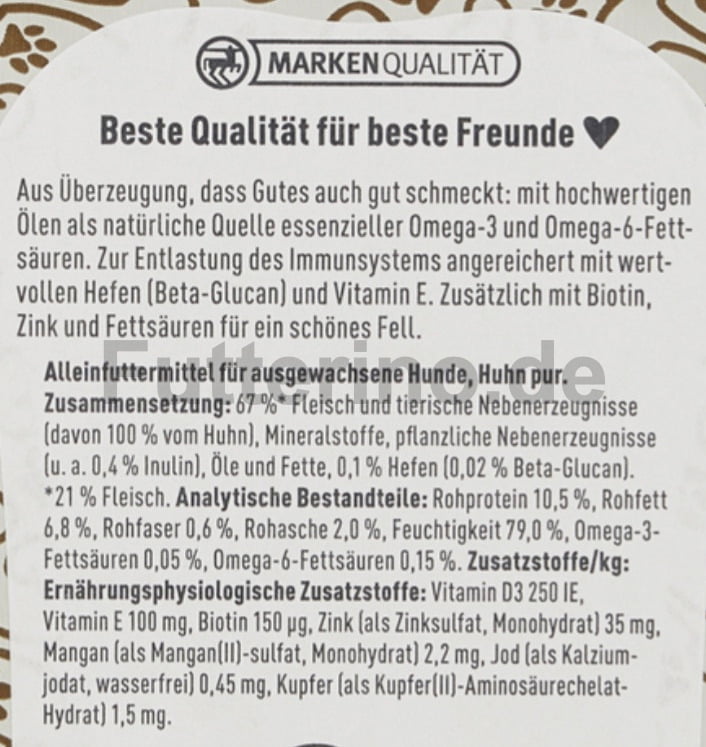 MARKENQUALITÄT
Beste Qualität für beste Freunde
Aus Überzeugung, dass Gutes auch gut schmeckt: mit hochwertigen
Ölen als natürliche Quelle essenzieller Omega-3 und Omega-6-Fett-
säuren. Zur Entlastung des Immunsystems angereichert mit wert-
vollen Hefen (Beta-Glucan) und Vitamin E. Zusätzlich mit Biotin,
Zink und Fettsäuren für ein schönes Fell.
Futterino.de
Alleinfuttermittel für ausgewachsene Hunde, Huhn pur.
Zusammensetzung: 67 %* Fleisch und tierische Nebenerzeugnisse
(davon 100 % vom Huhn), Mineralstoffe, pflanzliche Nebenerzeugnisse
(u. a. 0,4 % Inulin), Öle und Fette, 0,1 % Hefen (0,02 % Beta-Glucan).
*21 % Fleisch. Analytische Bestandteile: Rohprotein 10,5 %, Rohfett
6,8 %, Rohfaser 0,6 %, Rohasche 2,0 %, Feuchtigkeit 79,0 %, Omega-3-
Fettsäuren 0,05 %, Omega-6-Fettsäuren 0,15 %. Zusatzstoffe/kg:
Ernährungsphysiologische Zusatzstoffe: Vitamin D3 250 IE,
Vitamin E 100 mg, Biotin 150 µg, Zink (als Zinksulfat, Monohydrat) 35 mg,
Mangan (als Mangan(II)-sulfat, Monohydrat) 2,2 mg, Jod (als Kalzium-
jodat, wasserfrei) 0,45 mg, Kupfer (als Kupfer(II)-Aminosäurechelat-
Hydrat) 1,5 mg.